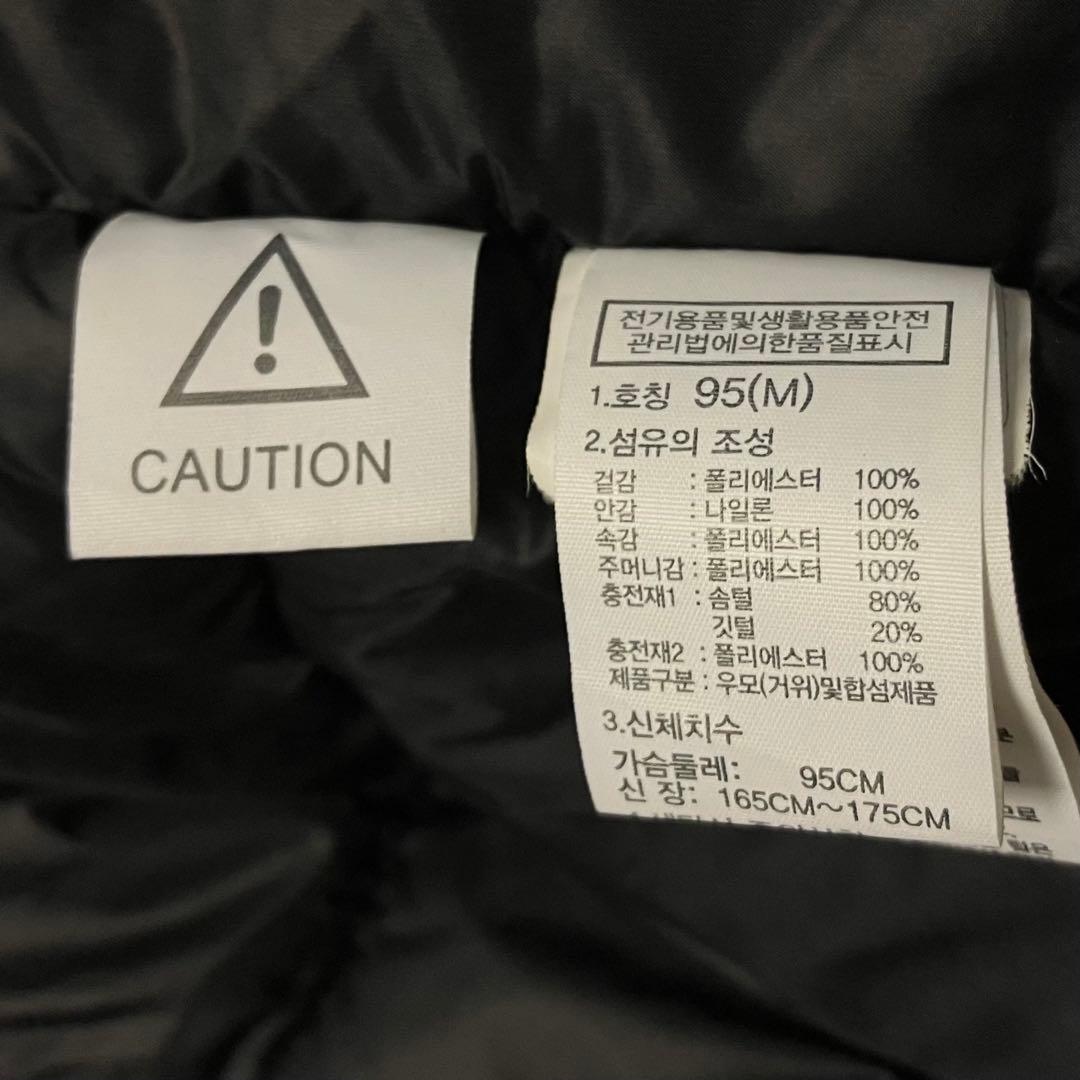 CAUTION
전기용품및생활용품안전
관리법에의한품질표시
1.호칭 95(M)
2.섬유의 조성
겉감 : 폴리에스터 100%
안감 : 나일론 100%
속감 : 폴리에스터 100%
주머니감 : 폴리에스터 100%
충전재1 : 솜털 80%
깃털 20%
충전재2 : 폴리에스터 100%
제품구분 : 우모(거위)및합섬제품
3.신체치수
가슴둘레: 95CM
신 장: 165CM~175CM